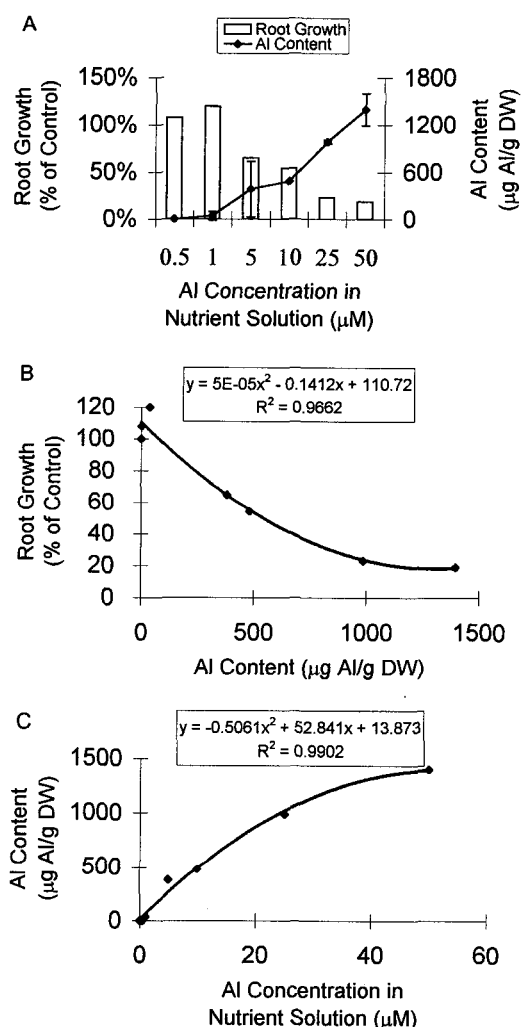 A
Root Growth
Al Content
Root Growth
(% of Control)
150%
100%
50%
0%
1800
1200
600
0
Al Content
(µg Al/g DW)
0.5 1 5 10 25 50
Al Concentration in
Nutrient Solution (µM)
B
y = 5E-05x² - 0.1412x + 110.72
R² = 0.9662
Root Growth
(% of Control)
120
100
80
60
40
20
0
0 500 1000 1500
Al Content (µg Al/g DW)
C
y = -0.5061x² + 52.841x + 13.873
R² = 0.9902
Al Content
(µg Al/g DW)
1500
1000
500
0
0 20 40 60
Al Concentration in
Nutrient Solution (µM)